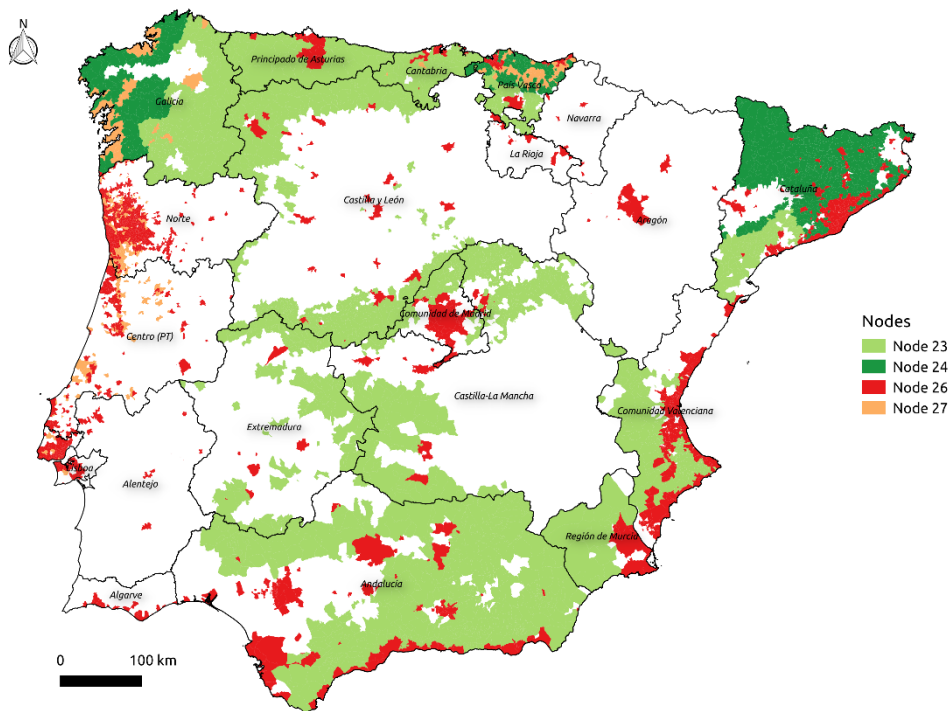 N
Principado de Asturias
Cantabria
País Vasco
Galicia
Navarra
La Rioja
Cataluña
Castilla y León
Norte
Aragón
Comunidad de Madrid
Centro (PT)
Castilla-La Mancha
Comunidad Valenciana
Extremadura
Lisboa
Alentejo
Región de Murcia
Andalucía
Algarve
0
100 km
Nodes
Node 23
Node 24
Node 26
Node 27